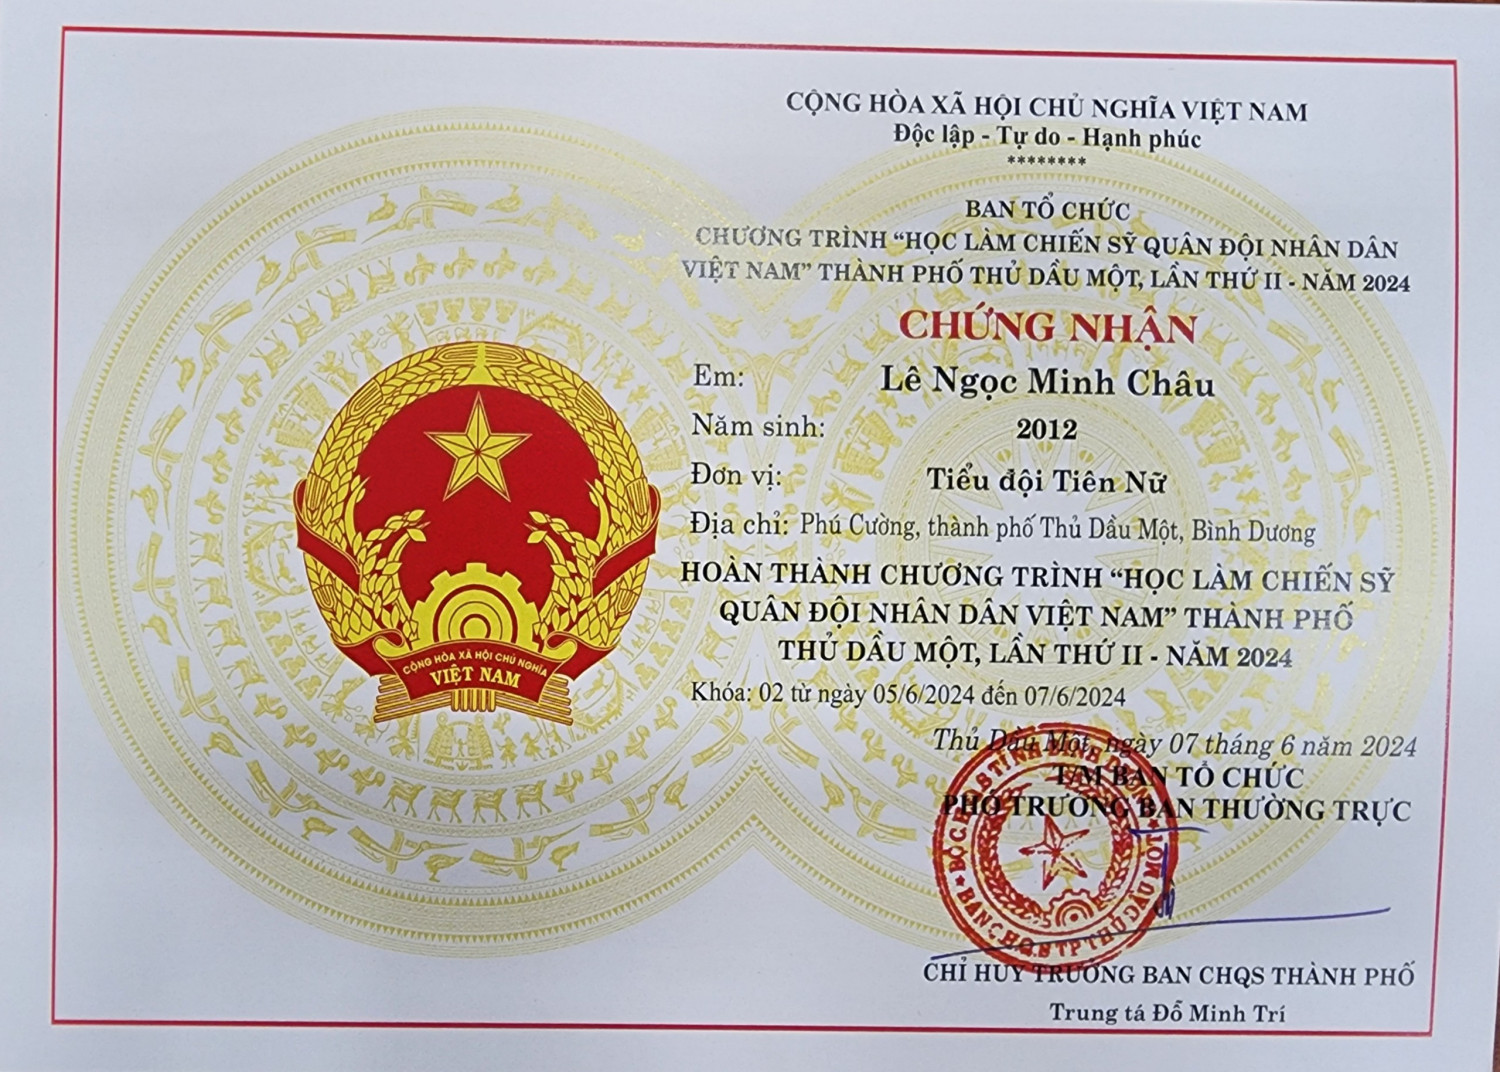 CỘNG HÒA XÃ HỘI CHỦ NGHĨA VIỆT NAM
Độc lập - Tự do - Hạnh phúc
********
BAN TỔ CHỨC
CHƯƠNG TRÌNH “HỌC LÀM CHIẾN SỸ QUÂN ĐỘI NHÂN DÂN
VIỆT NAM” THÀNH PHỐ THỦ DẦU MỘT, LẦN THỨ II - NĂM 2024
CHỨNG NHẬN
Em: Lê Ngọc Minh Châu
Năm sinh: 2012
Đơn vị: Tiểu đội Tiên Nữ
Địa chỉ: Phú Cường, thành phố Thủ Dầu Một, Bình Dương
HOÀN THÀNH CHƯƠNG TRÌNH “HỌC LÀM CHIẾN SỸ
QUÂN ĐỘI NHÂN DÂN VIỆT NAM” THÀNH PHỐ
THỦ DẦU MỘT, LẦN THỨ II - NĂM 2024
Khóa: 02 từ ngày 05/6/2024 đến 07/6/2024
Thủ Dầu Một, ngày 07 tháng 6 năm 2024
T/M BAN TỔ CHỨC
PHÓ TRƯỞNG BAN THƯỜNG TRỰC
CHỈ HUY TRƯỞNG BAN CHQS THÀNH PHỐ
Trung tá Đỗ Minh Trí
CỘNG HÒA XÃ HỘI CHỦ NGHĨA
VIỆT NAM
BAN C.H.Q.S TP THỦ DẦU MỘT